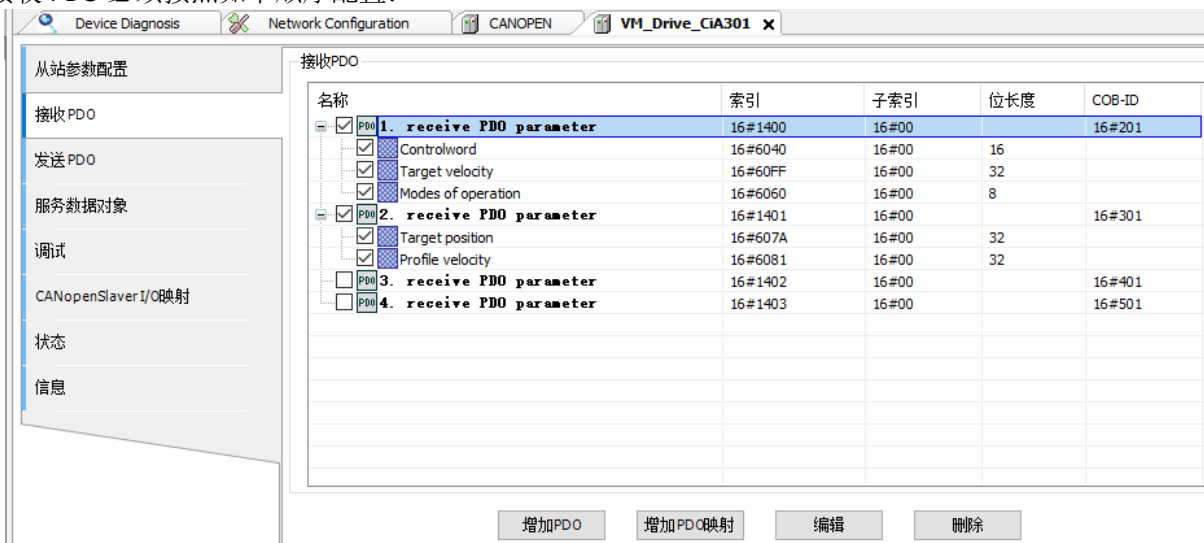 Device Diagnosis Network Configuration CANOPEN VM_Drive_CiA301 x
从站参数配置
接收PDO
发送PDO
服务数据对象
调试
CANopenSlaver I/O映射
状态
信息
接收PDO
名称 索引 子索引 位长度 COB-ID
PDO 1. receive PDO parameter 16#1400 16#00 16#201
Controlword 16#6040 16#00 16
Target velocity 16#60FF 16#00 32
Modes of operation 16#6060 16#00 8
PDO 2. receive PDO parameter 16#1401 16#00 16#301
Target position 16#607A 16#00 32
Profile velocity 16#6081 16#00 32
PDO 3. receive PDO parameter 16#1402 16#00 16#401
PDO 4. receive PDO parameter 16#1403 16#00 16#501
增加PDO 增加PDO映射 编辑 删除